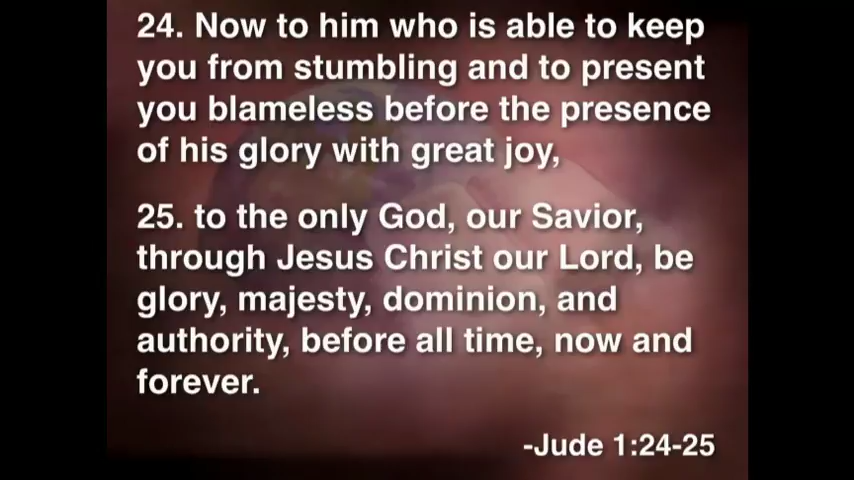 24. Now to him who is able to keep
you from stumbling and to present
you blameless before the presence
of his glory with great joy,
25. to the only God, our Savior,
through Jesus Christ our Lord, be
glory, majesty, dominion, and
authority, before all time, now and
forever.
-Jude 1:24-25